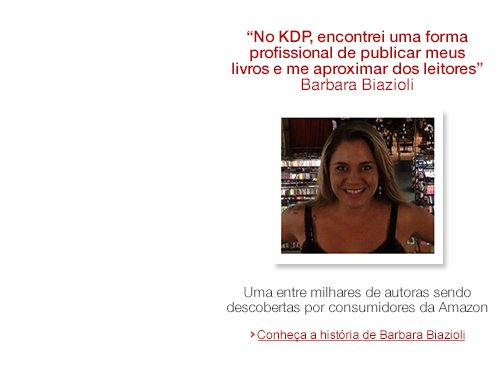 “No KDP, encontrei uma forma
profissional de publicar meus
livros e me aproximar dos leitores”
Barbara Biazioli
Uma entre milhares de autoras sendo
descobertas por consumidores da Amazon
Conheça a história de Barbara Biazioli